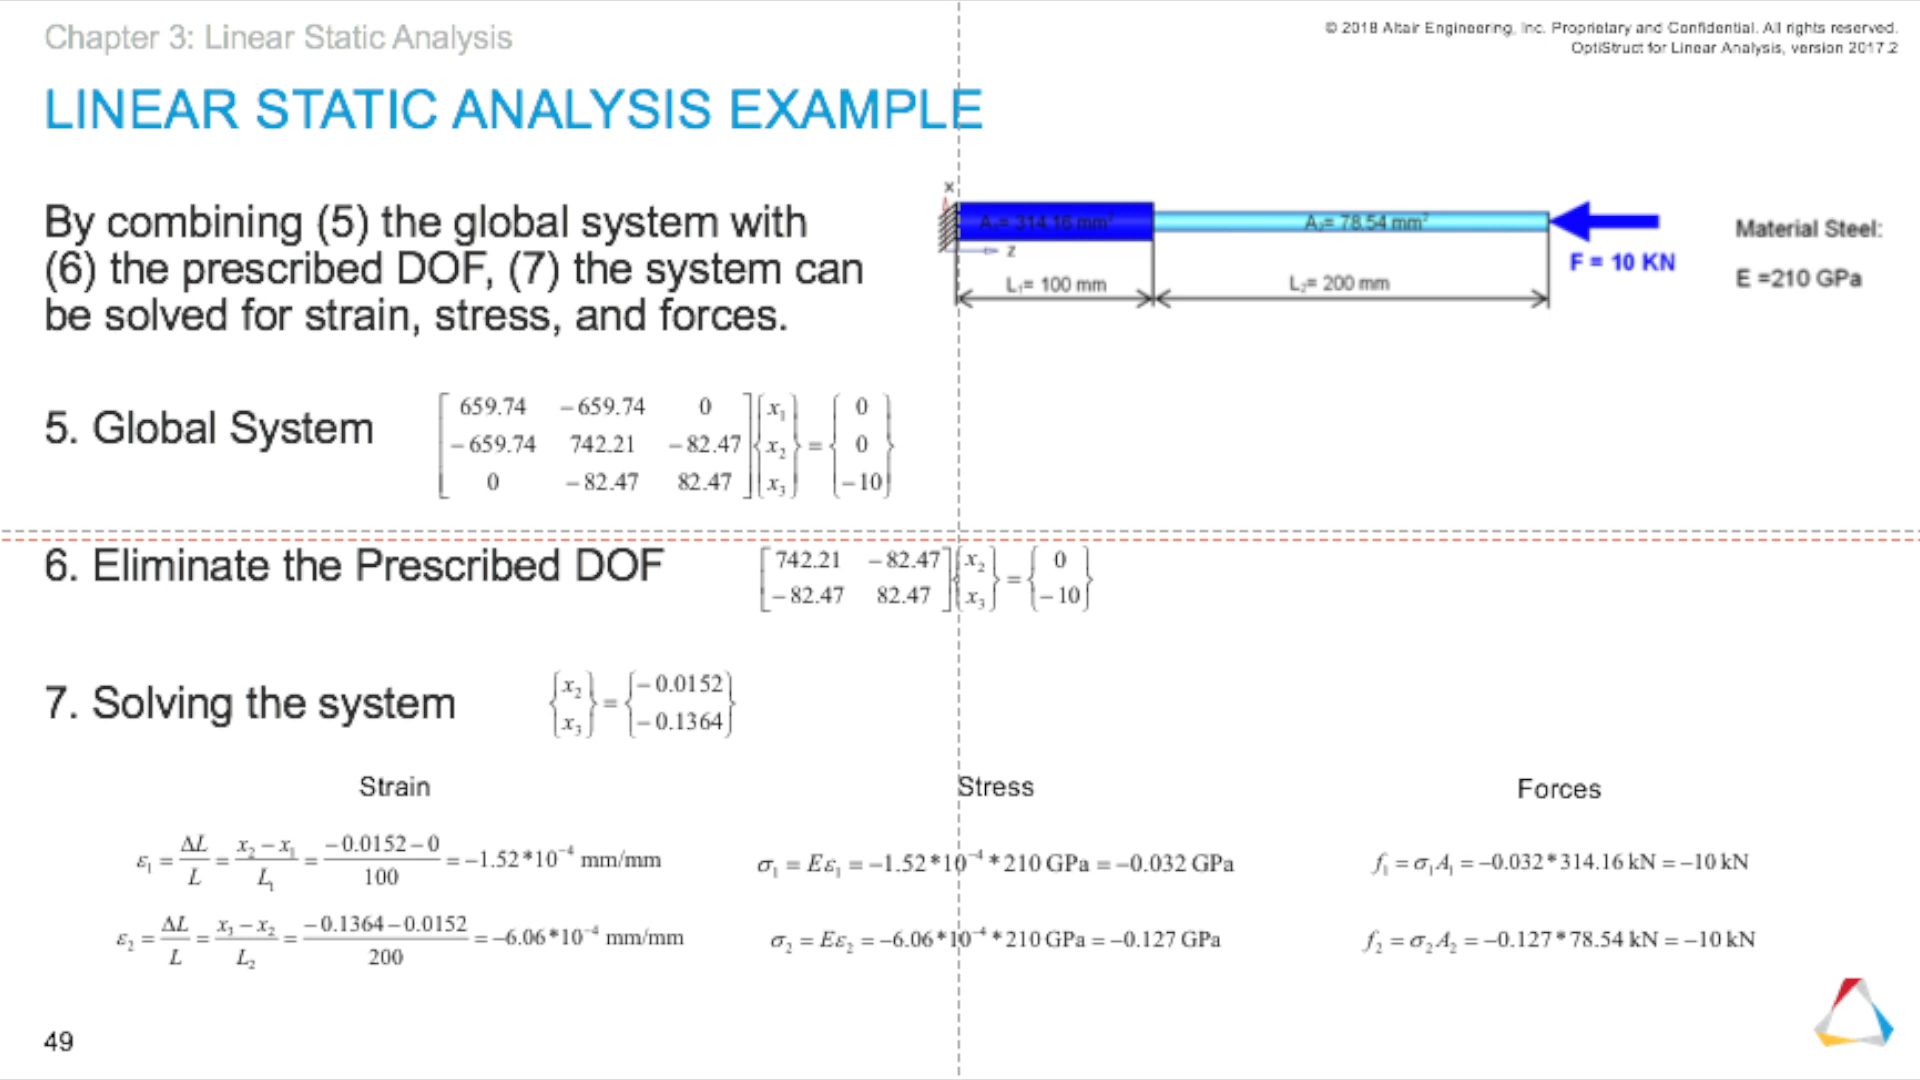 Chapter 3: Linear Static Analysis
© 2018 Altair Engineering, Inc. Proprietary and Confidential. All rights reserved.
OptiStruct for Linear Analysis, version 2017.2
LINEAR STATIC ANALYSIS EXAMPLE
By combining (5) the global system with
(6) the prescribed DOF, (7) the system can
be solved for strain, stress, and forces.
X
A₁= 314.16 mm²
A₂= 78.54 mm²
Z
L₁= 100 mm
L₂= 200 mm
F = 10 KN
Material Steel:
E =210 GPa
5. Global System
659.74 −659.74 0 x₁ 0
−659.74 742.21 −82.47 x₂ = 0
0 −82.47 82.47 x₃ −10
6. Eliminate the Prescribed DOF
742.21 −82.47 x₂ = 0
−82.47 82.47 x₃ −10
7. Solving the system
x₂ = −0.0152
x₃ −0.1364
Strain
Stress
Forces
ε₁ = ΔL/L = x₂ − x₁/L₁ = −0.0152−0/100 = −1.52*10⁻⁴ mm/mm
σ₁ = Eε₁ = −1.52*10⁻⁴ *210 GPa = −0.032 GPa
f₁ = σ₁A₁ = −0.032*314.16 kN = −10 kN
ε₂ = ΔL/L = x₃ − x₂/L₂ = −0.1364−0.0152/200 = −6.06*10⁻⁴ mm/mm
σ₂ = Eε₂ = −6.06*10⁻⁴ *210 GPa = −0.127 GPa
f₂ = σ₂A₂ = −0.127*78.54 kN = −10 kN
49